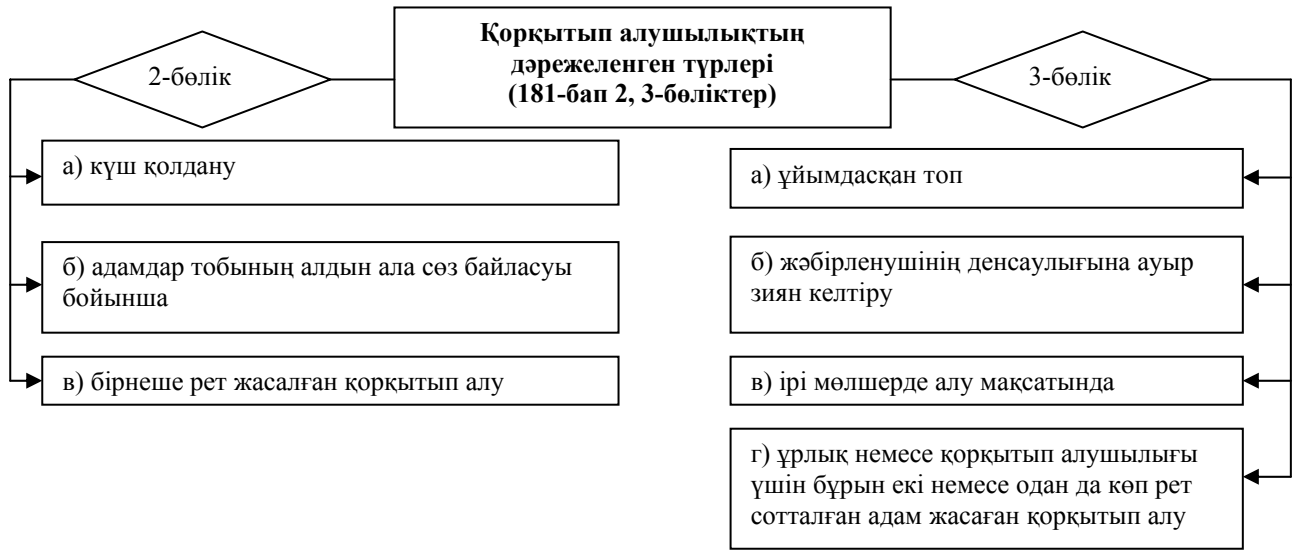 Қорқытып алушылықтың
дәрежеленген түрлері
(181-бап 2, 3-бөліктер)
2-бөлік
3-бөлік
а) күш қолдану
б) адамдар тобының алдын ала сөз байласуы
бойынша
в) бірнеше рет жасалған қорқытып алу
а) ұйымдасқан топ
б) жәбірленушінің денсаулығына ауыр
зиян келтіру
в) ірі мөлшерде алу мақсатында
г) ұрлық немесе қорқытып алушылығы
үшін бұрын екі немесе одан да көп рет
сотталған адам жасаған қорқытып алу